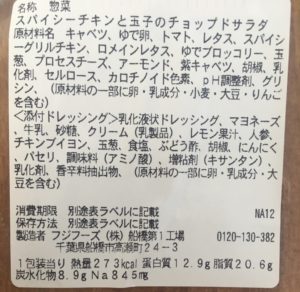 名称 惣菜
スパイシーチキンと玉子のチョップドサラダ
原材料名 キャベツ、ゆで卵、トマト、レタス、スパイ
シーグリルチキン、ロメインレタス、ゆでブロッコリー、玉
葱、プロセスチーズ、アーモンド、紫キャベツ、胡椒、乳
化剤、セルロース、カロチノイド色素、pH調整剤、グリ
シン、(原材料の一部に卵・乳成分・小麦・大豆・りんご
を含む)
<添付ドレッシング>乳化液状ドレッシング、マヨネーズ
、牛乳、砂糖、クリーム(乳製品)、レモン果汁、人参、
チキンブイヨン、玉葱、食塩、ぶどう酢、胡椒、にんにく
、パセリ、調味料(アミノ酸)、増粘剤(キサンタン)、
乳化剤、香辛料抽出物、(原材料の一部に卵・乳成分・
大豆を含む)
消費期限 別途表ラベルに記載 NA12
保存方法 別途表ラベルに記載
製造者 フジフーズ(株) 船橋第1工場 0120-130-382
千葉県船橋市高瀬町24-3
1包装当り 熱量273kcal 蛋白質12.9g 脂質20.6g
炭水化物8.9g Na845mg